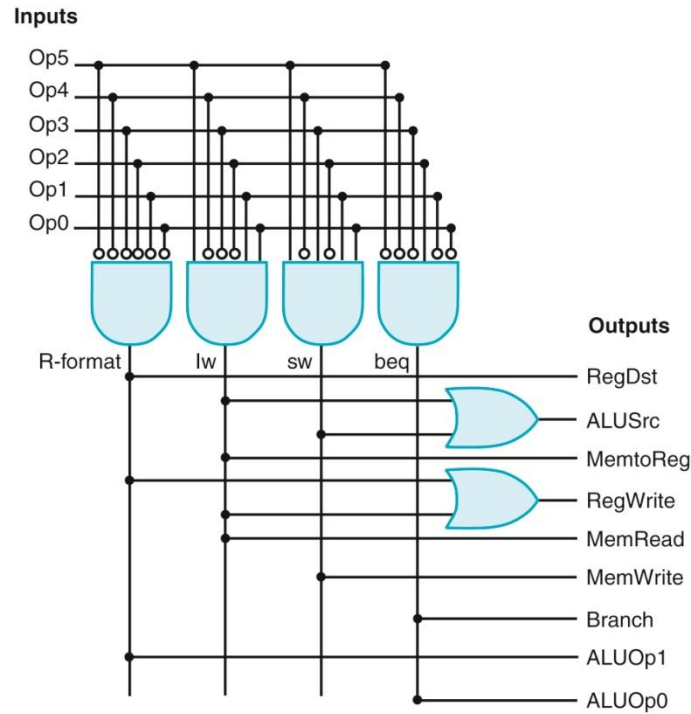 Inputs
Op5
Op4
Op3
Op2
Op1
Op0
R-format lw sw beq
Outputs
RegDst
ALUSrc
MemtoReg
RegWrite
MemRead
MemWrite
Branch
ALUOp1
ALUOp0